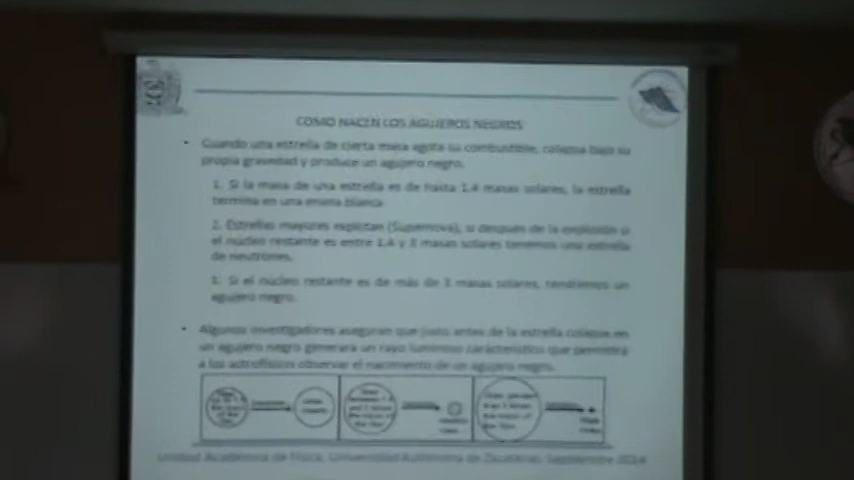 COMO NACEN LOS AGUJEROS NEGROS
• Cuando una estrella de cierta masa agota su combustible, colapsa bajo su
propia gravedad y produce un agujero negro.
1. Si la masa de una estrella es de hasta 1.4 masas solares, la estrella
termina en una enana blanca
2. Estrellas mayores explotan (Supernova), si después de la explosión si
el núcleo restante es entre 1.4 y 3 masas solares tenemos una estrella
de neutrones.
3. Si el núcleo restante es de más de 3 masas solares, tendríamos un
agujero negro.
• Algunos investigadores aseguran que justo antes de la estrella colapse en
un agujero negro generara un rayo luminoso característico que permitirá
a los astrofísicos observar el nacimiento de un agujero negro.
Unidad Académica de Física, Universidad Autónoma de Zacatecas, Septiembre 2014